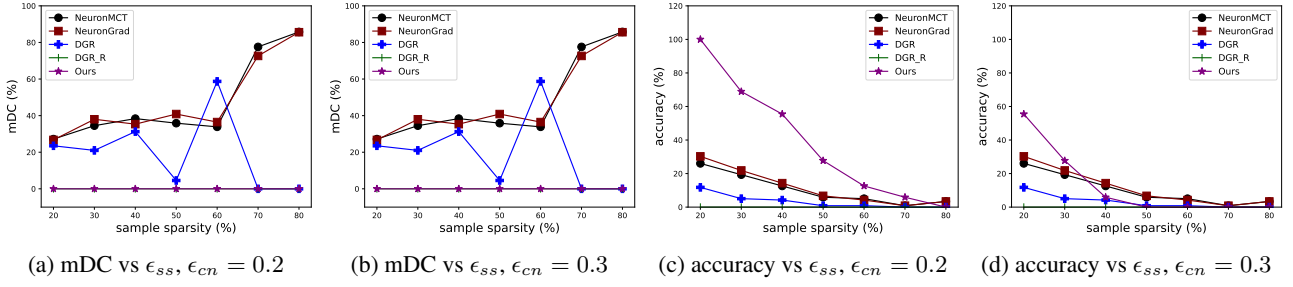 100
80
60
40
20
0
mDC (%)
NeuronMCT
NeuronGrad
DGR
DGR_R
Ours
20 30 40 50 60 70 80
sample sparsity (%)
(a) mDC vs ϵss, ϵcn = 0.2
100
80
60
40
20
0
mDC (%)
NeuronMCT
NeuronGrad
DGR
DGR_R
Ours
20 30 40 50 60 70 80
sample sparsity (%)
(b) mDC vs ϵss, ϵcn = 0.3
120
100
80
60
40
20
0
accuracy (%)
NeuronMCT
NeuronGrad
DGR
DGR_R
Ours
20 30 40 50 60 70 80
sample sparsity (%)
(c) accuracy vs ϵss, ϵcn = 0.2
120
100
80
60
40
20
0
accuracy (%)
NeuronMCT
NeuronGrad
DGR
DGR_R
Ours
20 30 40 50 60 70 80
sample sparsity (%)
(d) accuracy vs ϵss, ϵcn = 0.3